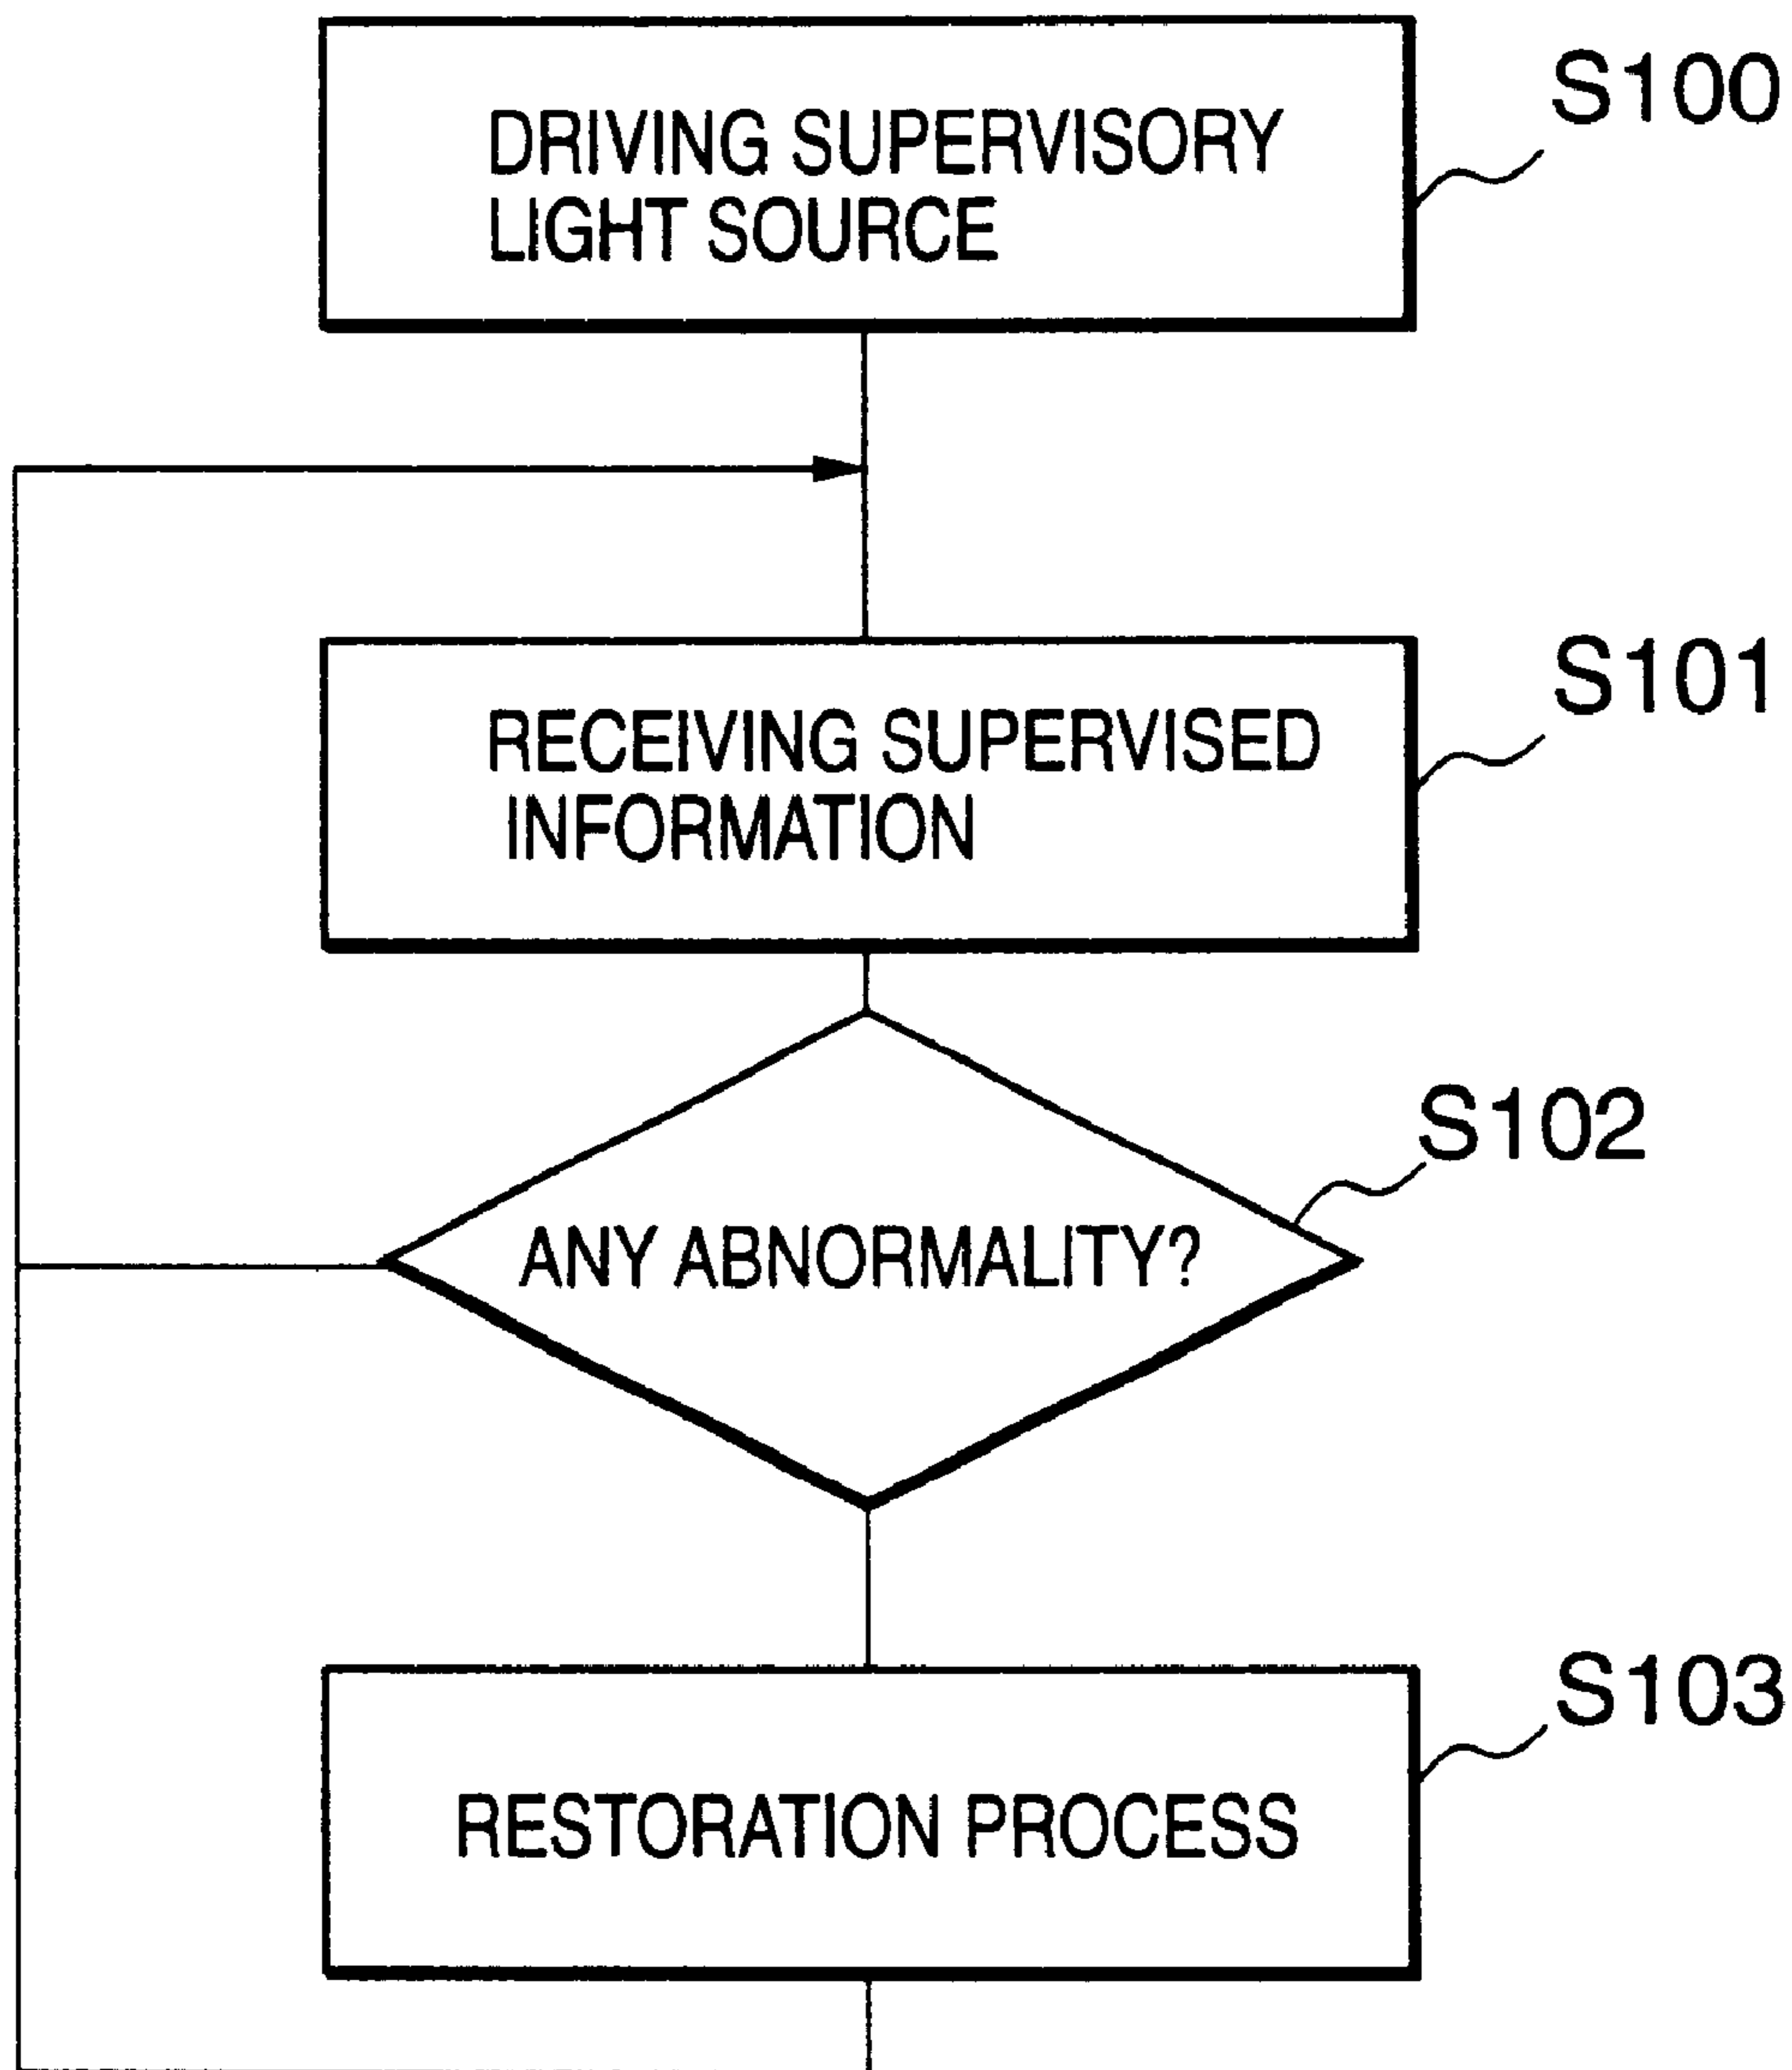 S100
DRIVING SUPERVISORY
LIGHT SOURCE
S101
RECEIVING SUPERVISED
INFORMATION
S102
ANY ABNORMALITY?
S103
RESTORATION PROCESS